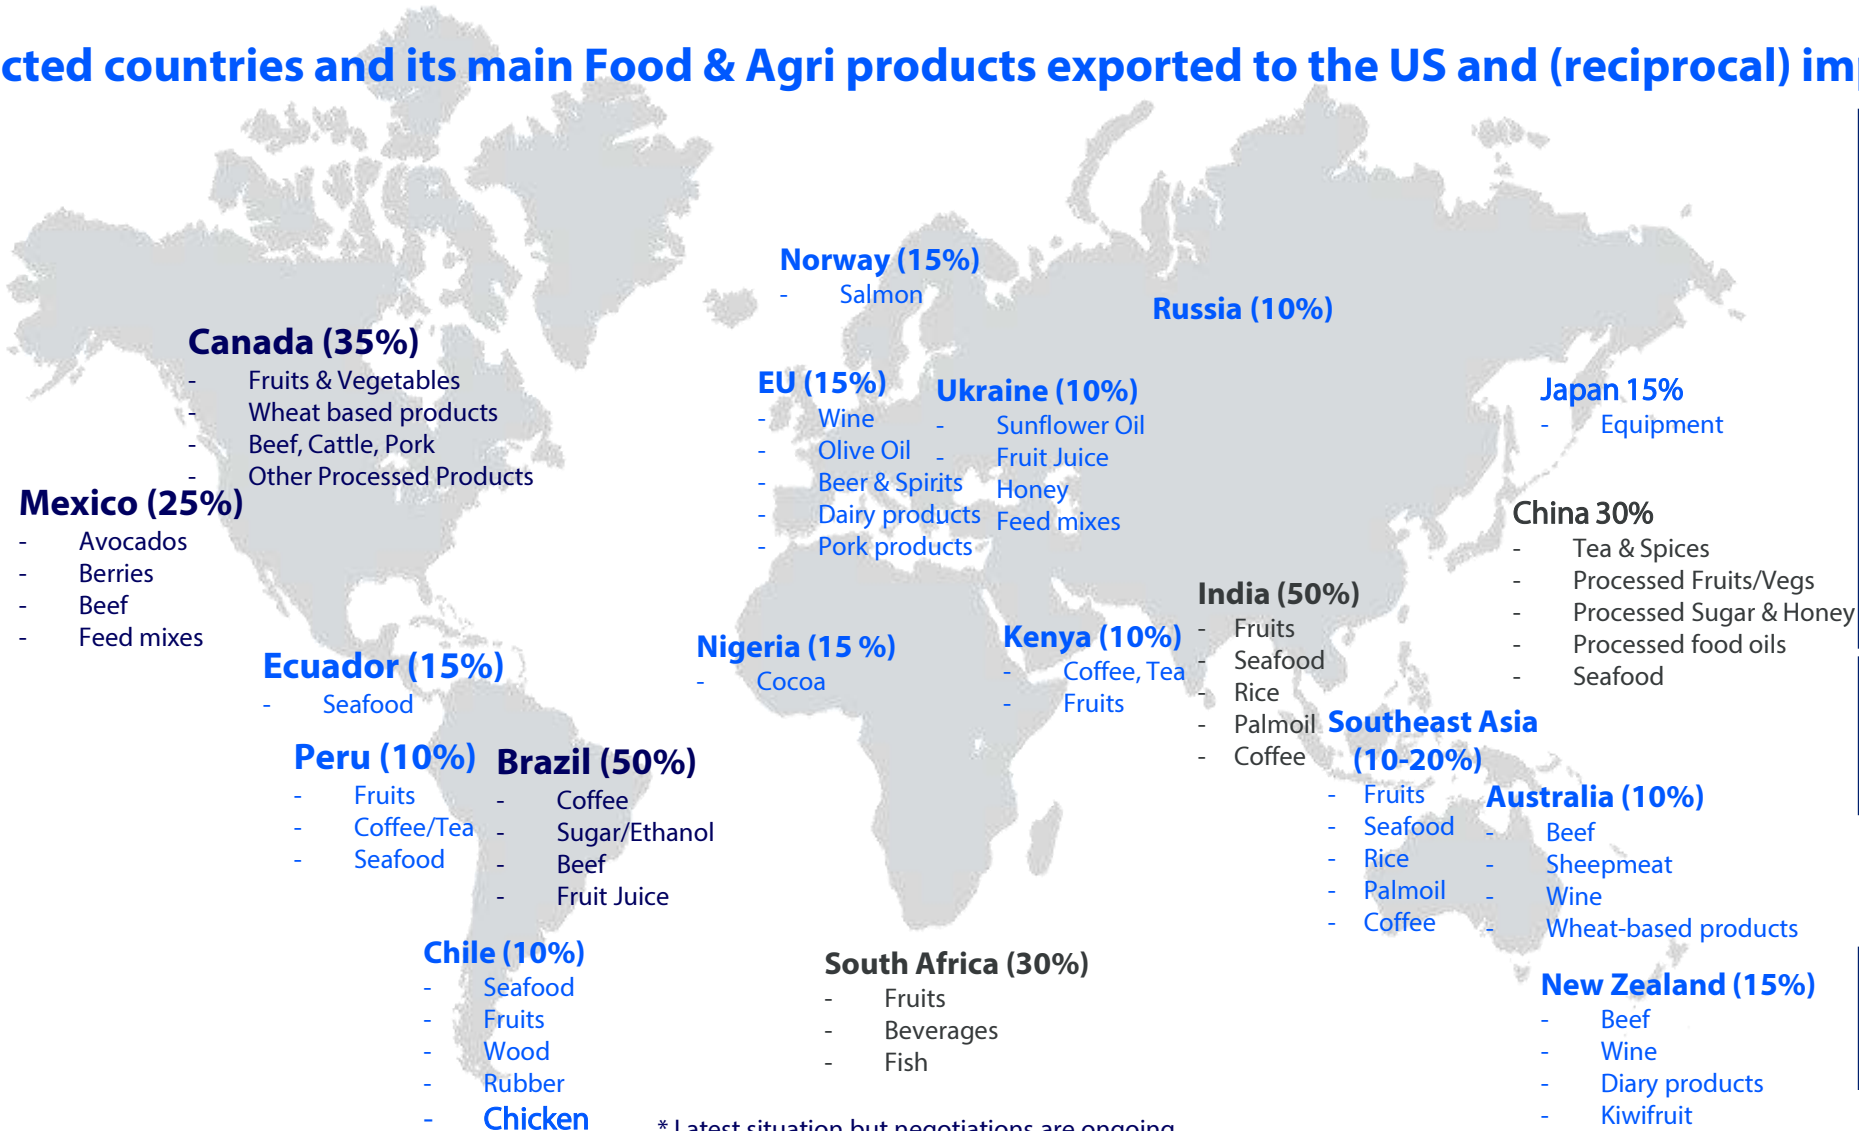 cted countries and its main Food & Agri products exported to the US and (reciprocal) im
Norway (15%)
- Salmon
Russia (10%)
Canada (35%)
- Fruits & Vegetables
- Wheat based products
- Beef, Cattle, Pork
- Other Processed Products
EU (15%)
- Wine
- Olive Oil
- Beer & Spirits
- Dairy products
- Pork products
Ukraine (10%)
- Sunflower Oil
- Fruit Juice
- Honey
- Feed mixes
Japan 15%
- Equipment
Mexico (25%)
- Avocados
- Berries
- Beef
- Feed mixes
China 30%
- Tea & Spices
- Processed Fruits/Vegs
- Processed Sugar & Honey
- Processed food oils
- Seafood
India (50%)
- Fruits
- Seafood
- Rice
- Palmoil
- Coffee
Ecuador (15%)
- Seafood
Nigeria (15 %)
- Cocoa
Kenya (10%)
- Coffee, Tea
- Fruits
Southeast Asia
(10-20%)
- Fruits
- Seafood
- Rice
- Palmoil
- Coffee
Peru (10%)
- Fruits
- Coffee/Tea
- Seafood
Brazil (50%)
- Coffee
- Sugar/Ethanol
- Beef
- Fruit Juice
Australia (10%)
- Beef
- Sheepmeat
- Wine
- Wheat-based products
Chile (10%)
- Seafood
- Fruits
- Wood
- Rubber
- Chicken
South Africa (30%)
- Fruits
- Beverages
- Fish
New Zealand (15%)
- Beef
- Wine
- Diary products
- Kiwifruit
* Latest situation but negotiations are ongoing